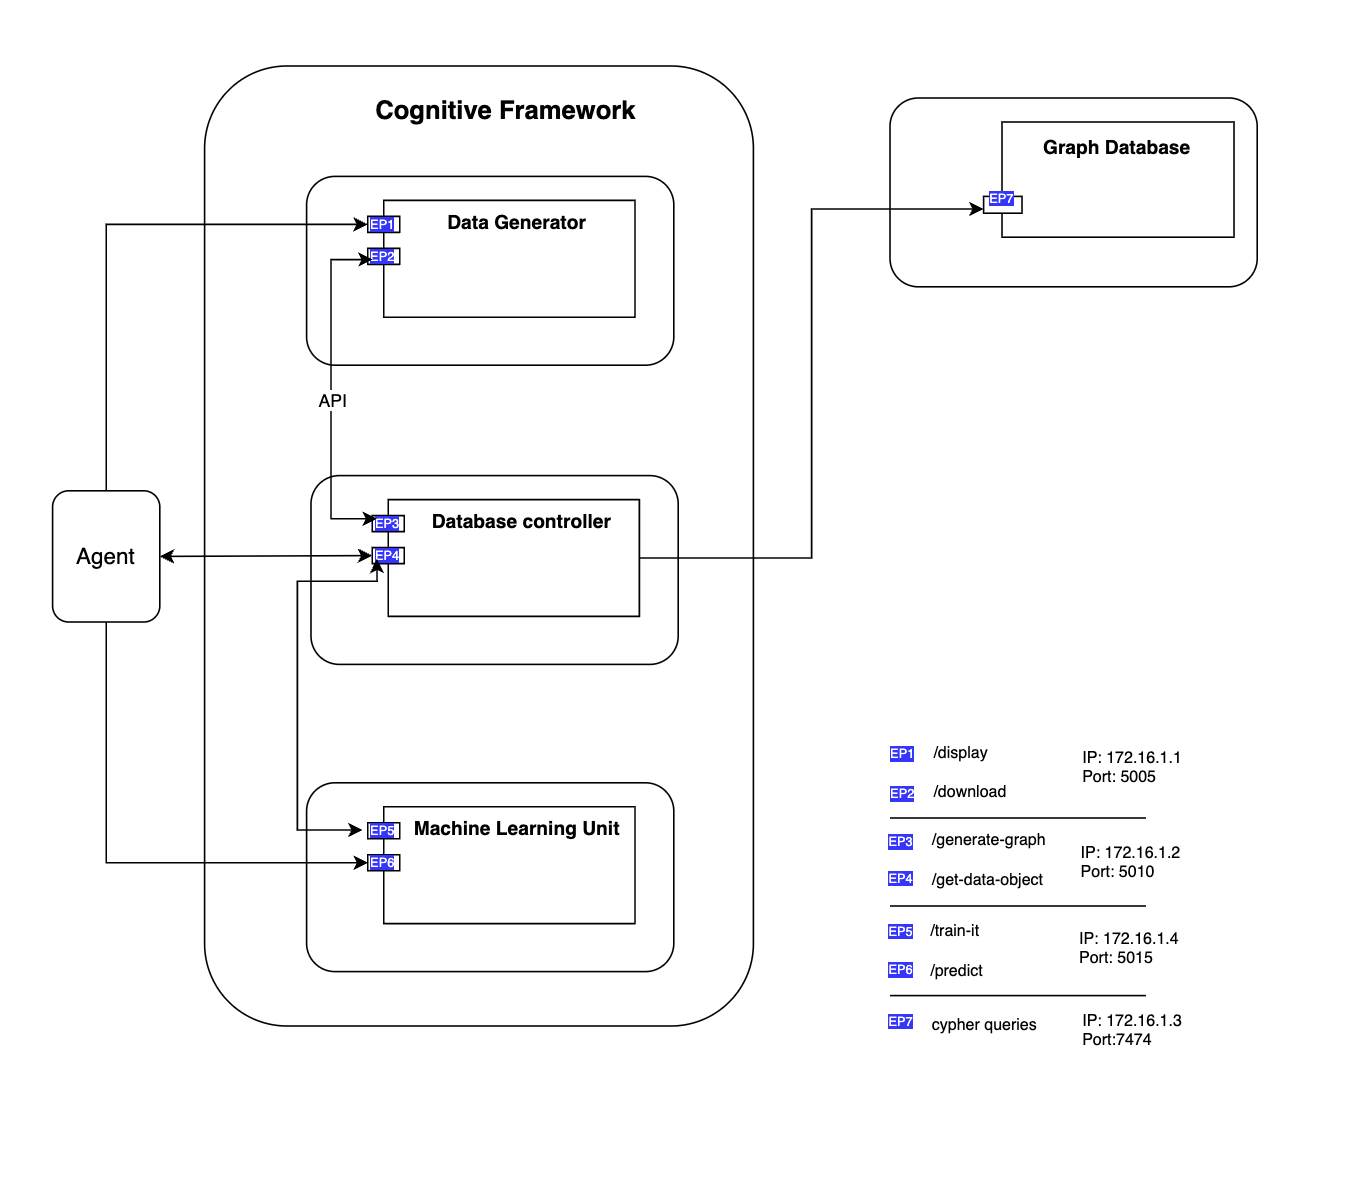 Cognitive Framework
Graph Database
EP7
EP1
Data Generator
EP2
API
EP3
Database controller
EP4
Agent
EP5
Machine Learning Unit
EP6
EP1 /display
IP: 172.16.1.1
Port: 5005
EP2 /download
EP3 /generate-graph
IP: 172.16.1.2
Port: 5010
EP4 /get-data-object
EP5 /train-it
IP: 172.16.1.4
Port: 5015
EP6 /predict
EP7 cypher queries
IP: 172.16.1.3
Port:7474